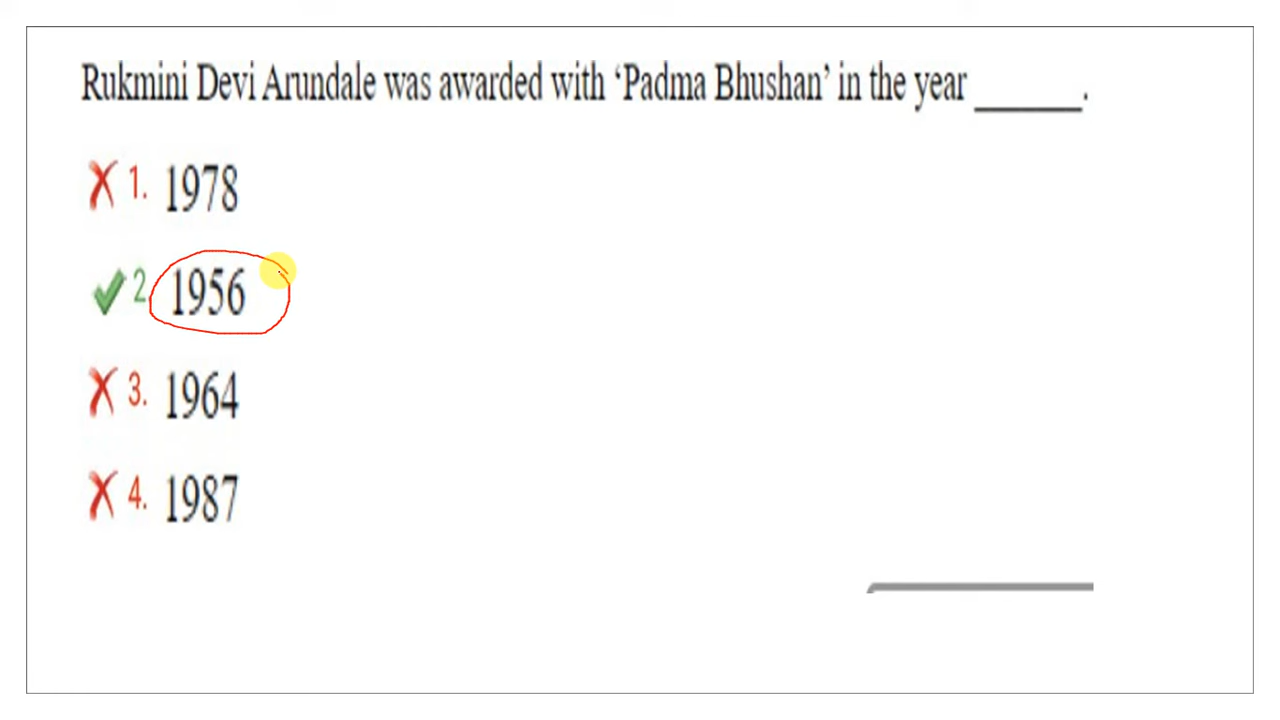 Rukmini Devi Arundale was awarded with ‘Padma Bhushan’ in the year ______.
1. 1978
2. 1956
3. 1964
4. 1987